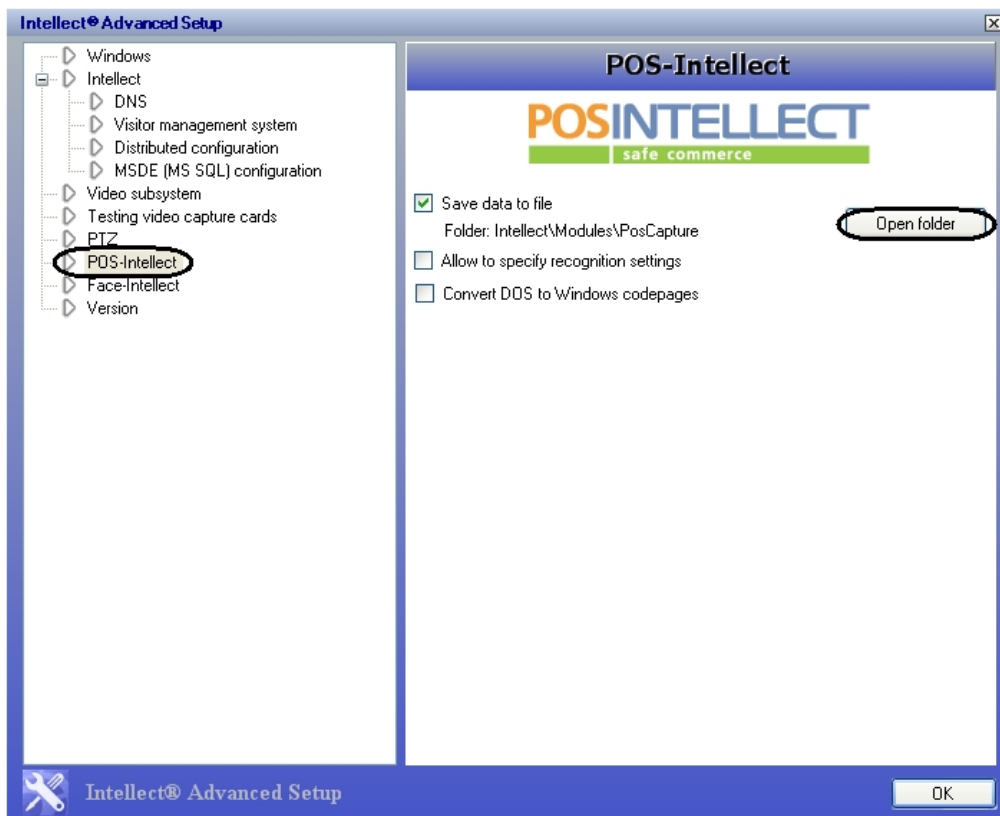 Intellect® Advanced Setup
Windows
Intellect
DNS
Visitor management system
Distributed configuration
MSDE (MS SQL) configuration
Video subsystem
Testing video capture cards
PTZ
POS-Intellect
Face-Intellect
Version
POS-Intellect
POSINTELLECT
safe commerce
Save data to file
Folder: Intellect\Modules\PosCapture
Open folder
Allow to specify recognition settings
Convert DOS to Windows codepages
Intellect® Advanced Setup
OK